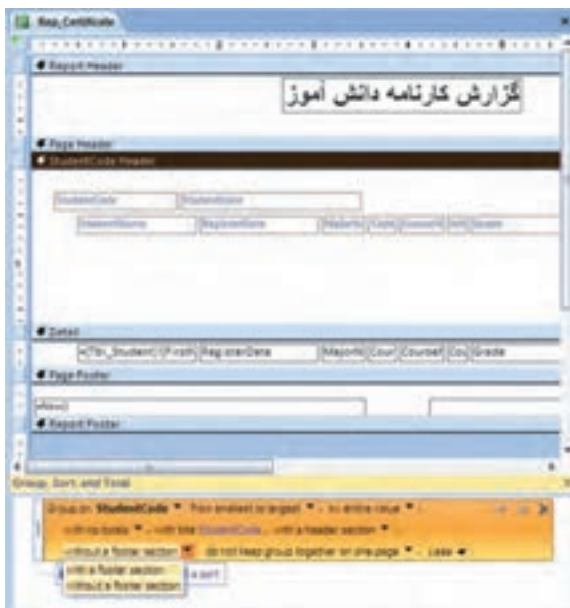 Rep_Certificate
Report Header
گزارش کارنامه دانش آموز
Page Header
StudentCode Header
StudentCode StudentName
StudentName RegisterDate
Detail
RegisterDate Grade
Page Footer
=Now()
Report Footer
Group, Sort, and Total
Group on StudentCode from smallest to largest , by entire value ,
with no totals , with title StudentCode , with a header section ,
without a footer section , do not keep group together on one page , Less
with a footer section
without a footer section
a sort